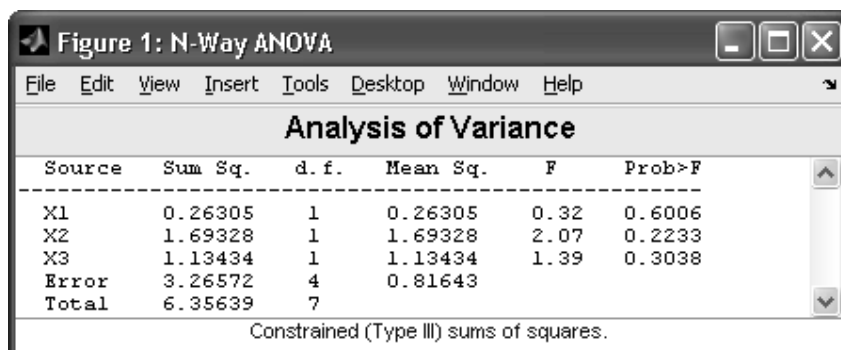 Figure 1: N-Way ANOVA
File Edit View Insert Tools Desktop Window Help
Analysis of Variance
Source Sum Sq. d.f. Mean Sq. F Prob>F
X1 0.26305 1 0.26305 0.32 0.6006
X2 1.69328 1 1.69328 2.07 0.2233
X3 1.13434 1 1.13434 1.39 0.3038
Error 3.26572 4 0.81643
Total 6.35639 7
Constrained (Type III) sums of squares.